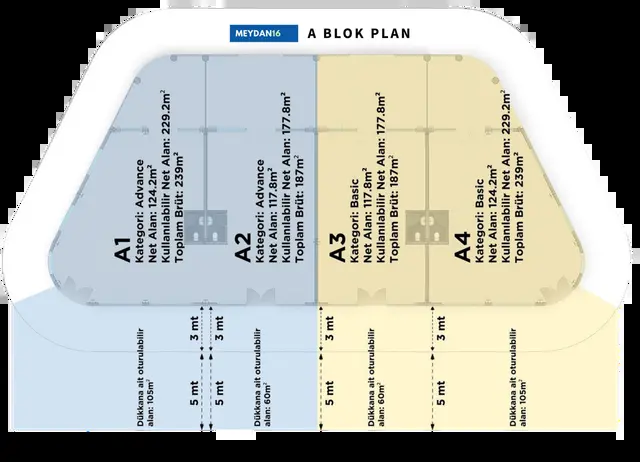 MEYDAN16
A BLOK PLAN
A1
Kategori: Advance
Net Alan: 124.2m²
Kullanılabilir Net Alan: 229.2m²
Toplam Brüt: 239m²
A2
Kategori: Advance
Net Alan: 117.8m²
Kullanılabilir Net Alan: 177.8m²
Toplam Brüt: 187m²
A3
Kategori: Basic
Net Alan: 117.8m²
Kullanılabilir Net Alan: 177.8m²
Toplam Brüt: 187m²
A4
Kategori: Basic
Net Alan: 124.2m²
Kullanılabilir Net Alan: 229.2m²
Toplam Brüt: 239m²
3 mt
3 mt
3 mt
3 mt
Dükkana ait oturulabilir
alan: 105m²
5 mt
5 mt
Dükkana ait oturulabilir
alan: 60m²
5 mt
Dükkana ait oturulabilir
alan: 60m²
5 mt
Dükkana ait oturulabilir
alan: 105m²